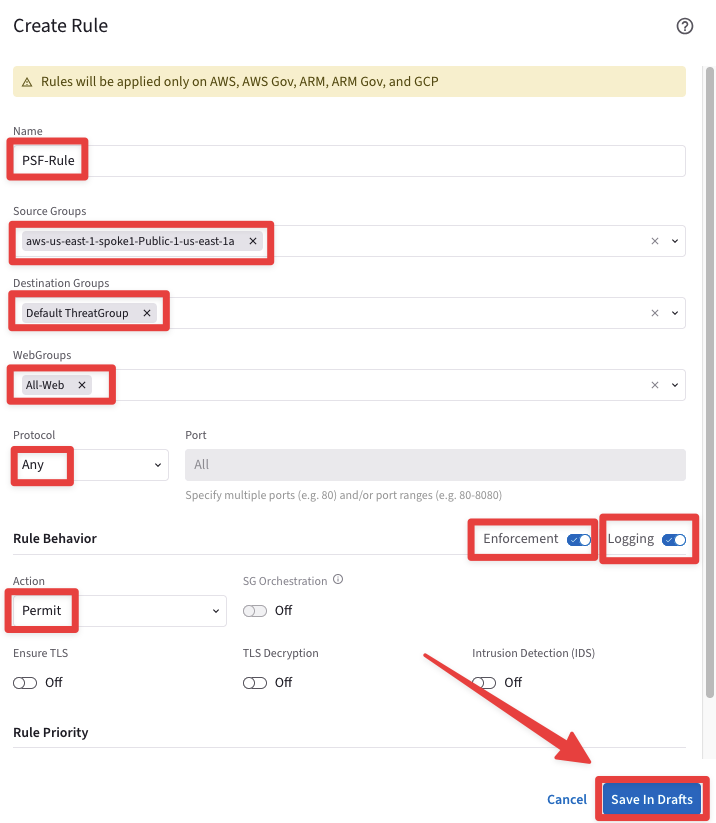 Create Rule
Rules will be applied only on AWS, AWS Gov, ARM, ARM Gov, and GCP
Name
PSF-Rule
Source Groups
aws-us-east-1-spoke1-Public-1-us-east-1a
Destination Groups
Default ThreatGroup
WebGroups
All-Web
Protocol Port
Any All
Specify multiple ports (e.g. 80) and/or port ranges (e.g. 80-8080)
Rule Behavior Enforcement Logging
Action SG Orchestration
Permit Off
Ensure TLS TLS Decryption Intrusion Detection (IDS)
Off Off Off
Rule Priority
Cancel Save In Drafts